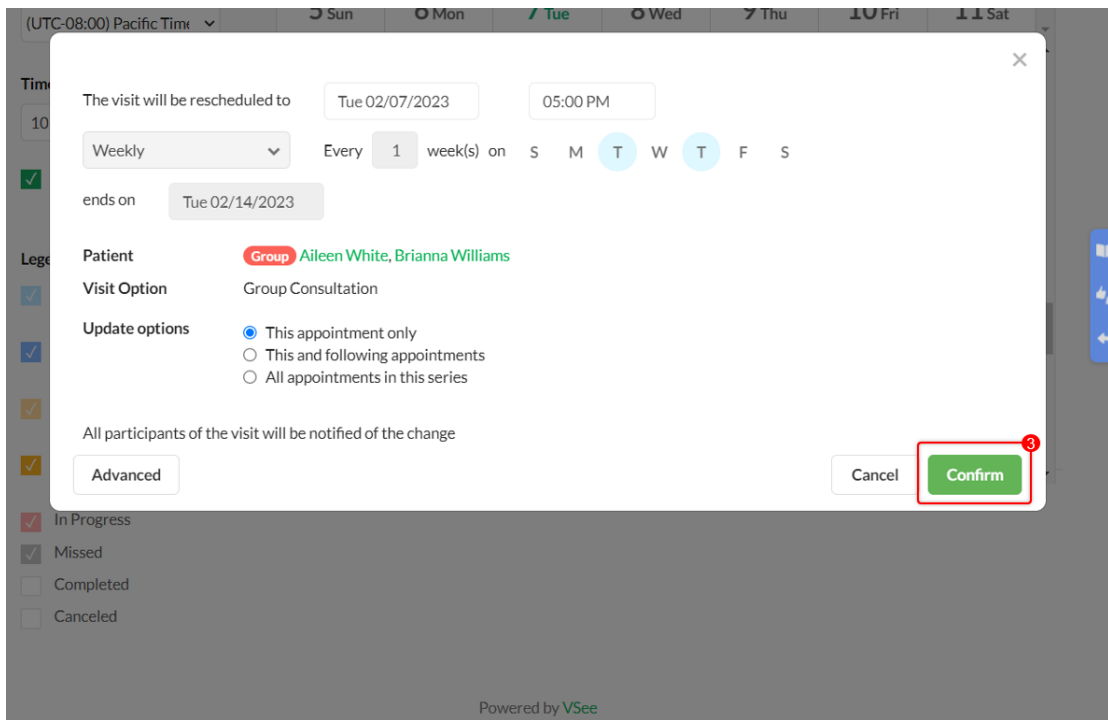 (UTC-08:00) Pacific Time
5 Sun 6 Mon 7 Tue 8 Wed 9 Thu 10 Fri 11 Sat
×
Time
The visit will be rescheduled to Tue 02/07/2023 05:00 PM
10
Weekly Every 1 week(s) on S M T W T F S
ends on Tue 02/14/2023
Lege
Patient Group Aileen White, Brianna Williams
Visit Option Group Consultation
Update options This appointment only
This and following appointments
All appointments in this series
All participants of the visit will be notified of the change
3
Advanced Cancel Confirm
In Progress
Missed
Completed
Canceled
Powered by VSee